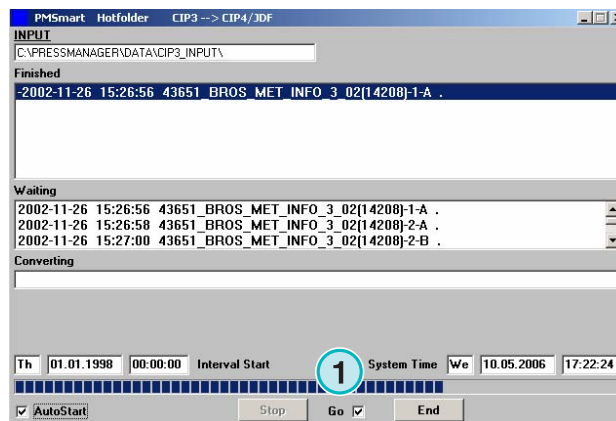 PMSmart Hotfolder CIP3 --> CIP4/JDF
INPUT
C:\PRESSMANAGER\DATA\CIP3_INPUT\
Finished
-2002-11-26 15:26:56 43651_BROS_MET_INFO_3_02(14208)-1-A .
Waiting
2002-11-26 15:26:56 43651_BROS_MET_INFO_3_02(14208)-1-A .
2002-11-26 15:26:58 43651_BROS_MET_INFO_3_02(14208)-2-A .
2002-11-26 15:27:00 43651_BROS_MET_INFO_3_02(14208)-2-B .
Converting
Th 01.01.1998 00:00:00 Interval Start 1 System Time We 10.05.2006 17:22:24
AutoStart Stop Go End